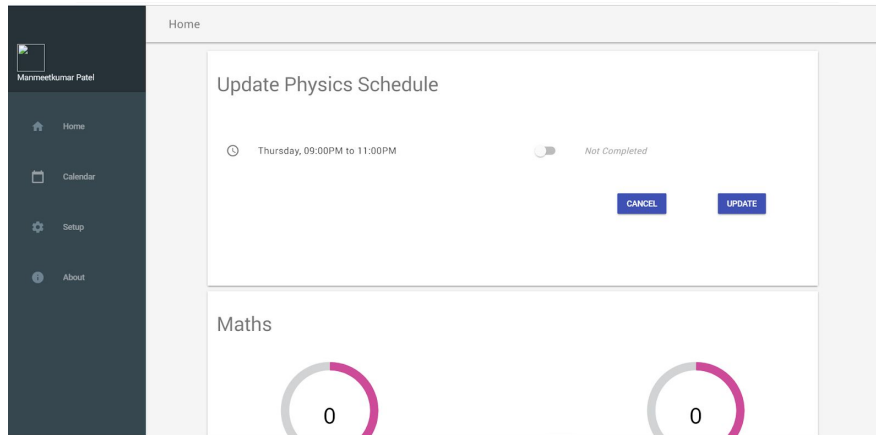 Home
Manmeetkumar Patel
Home
Calendar
Setup
About
Update Physics Schedule
Thursday, 09:00PM to 11:00PM
Not Completed
CANCEL
UPDATE
Maths
0
0